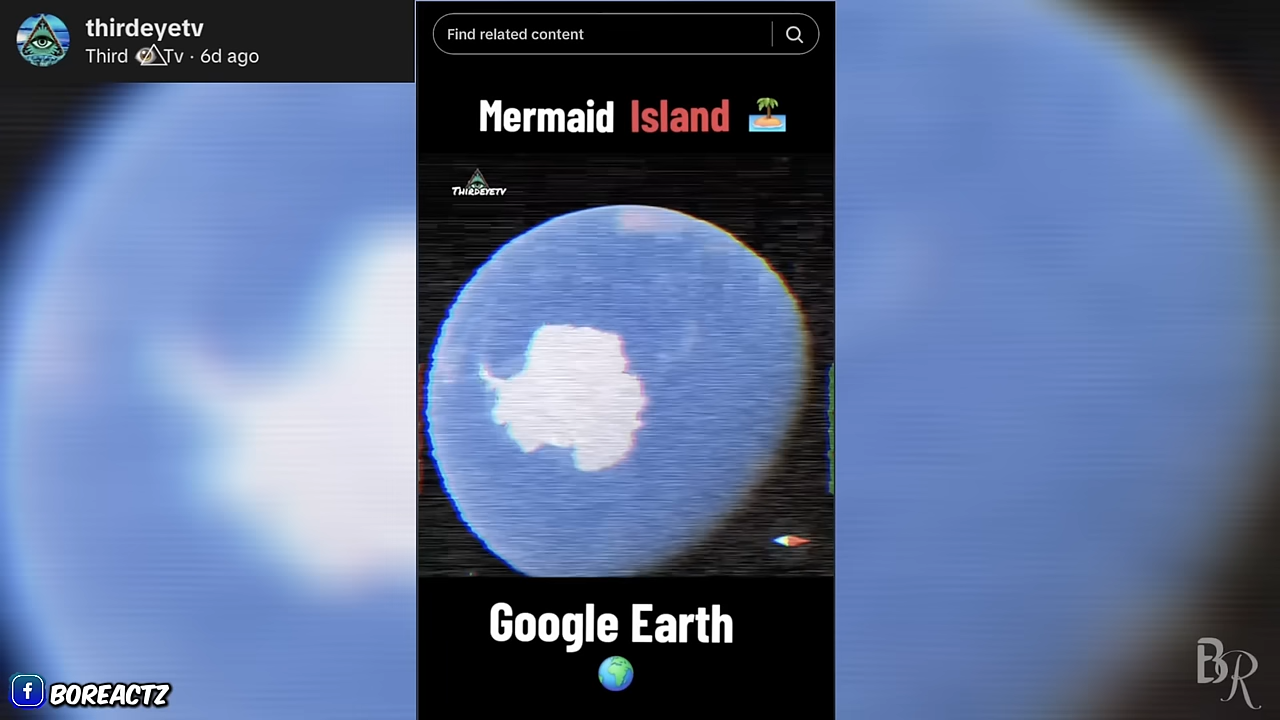 thirdeyetv
Third Tv · 6d ago
Find related content
Mermaid Island
THIRDEYETV
Google Earth
f BOREACTZ
BR